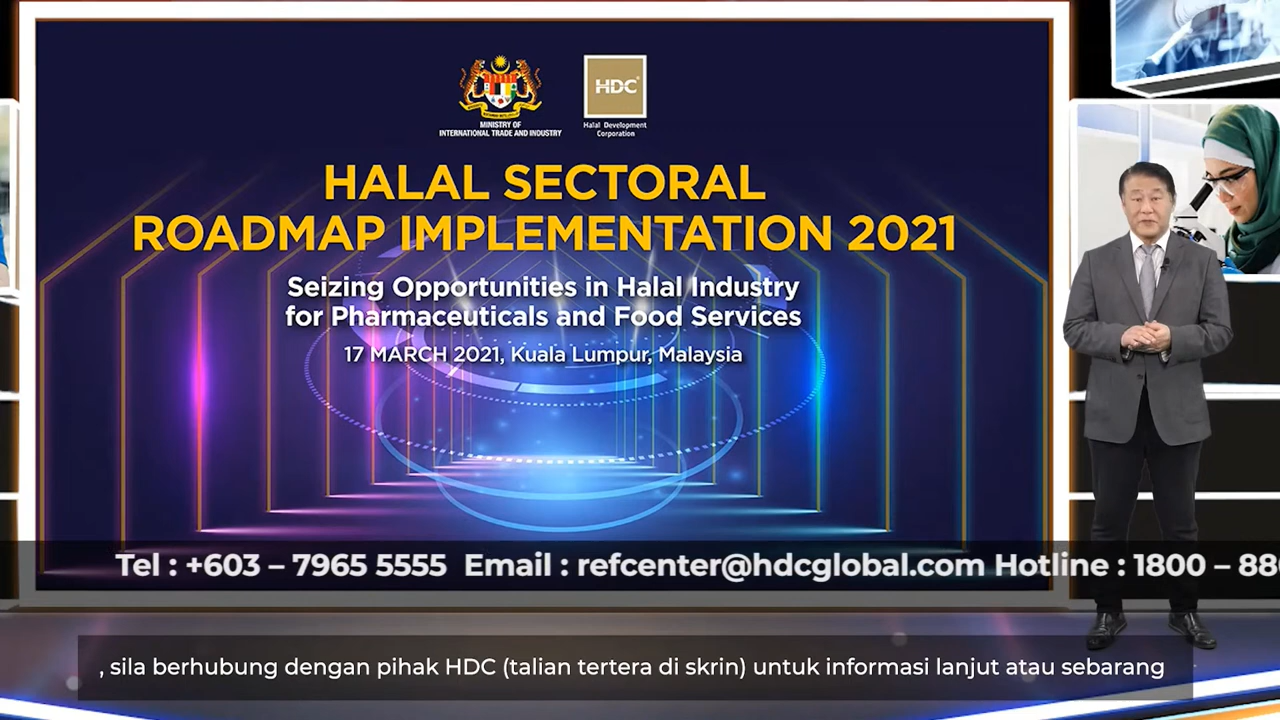 MINISTRY OF
INTERNATIONAL TRADE AND INDUSTRY
HDC
Halal Development
Corporation
HALAL SECTORAL
ROADMAP IMPLEMENTATION 2021
Seizing Opportunities in Halal Industry
for Pharmaceuticals and Food Services
17 MARCH 2021, Kuala Lumpur, Malaysia
Tel : +603 – 7965 5555 Email : refcenter@hdcglobal.com Hotline : 1800 – 880
, sila berhubung dengan pihak HDC (talian tertera di skrin) untuk informasi lanjut atau sebarang